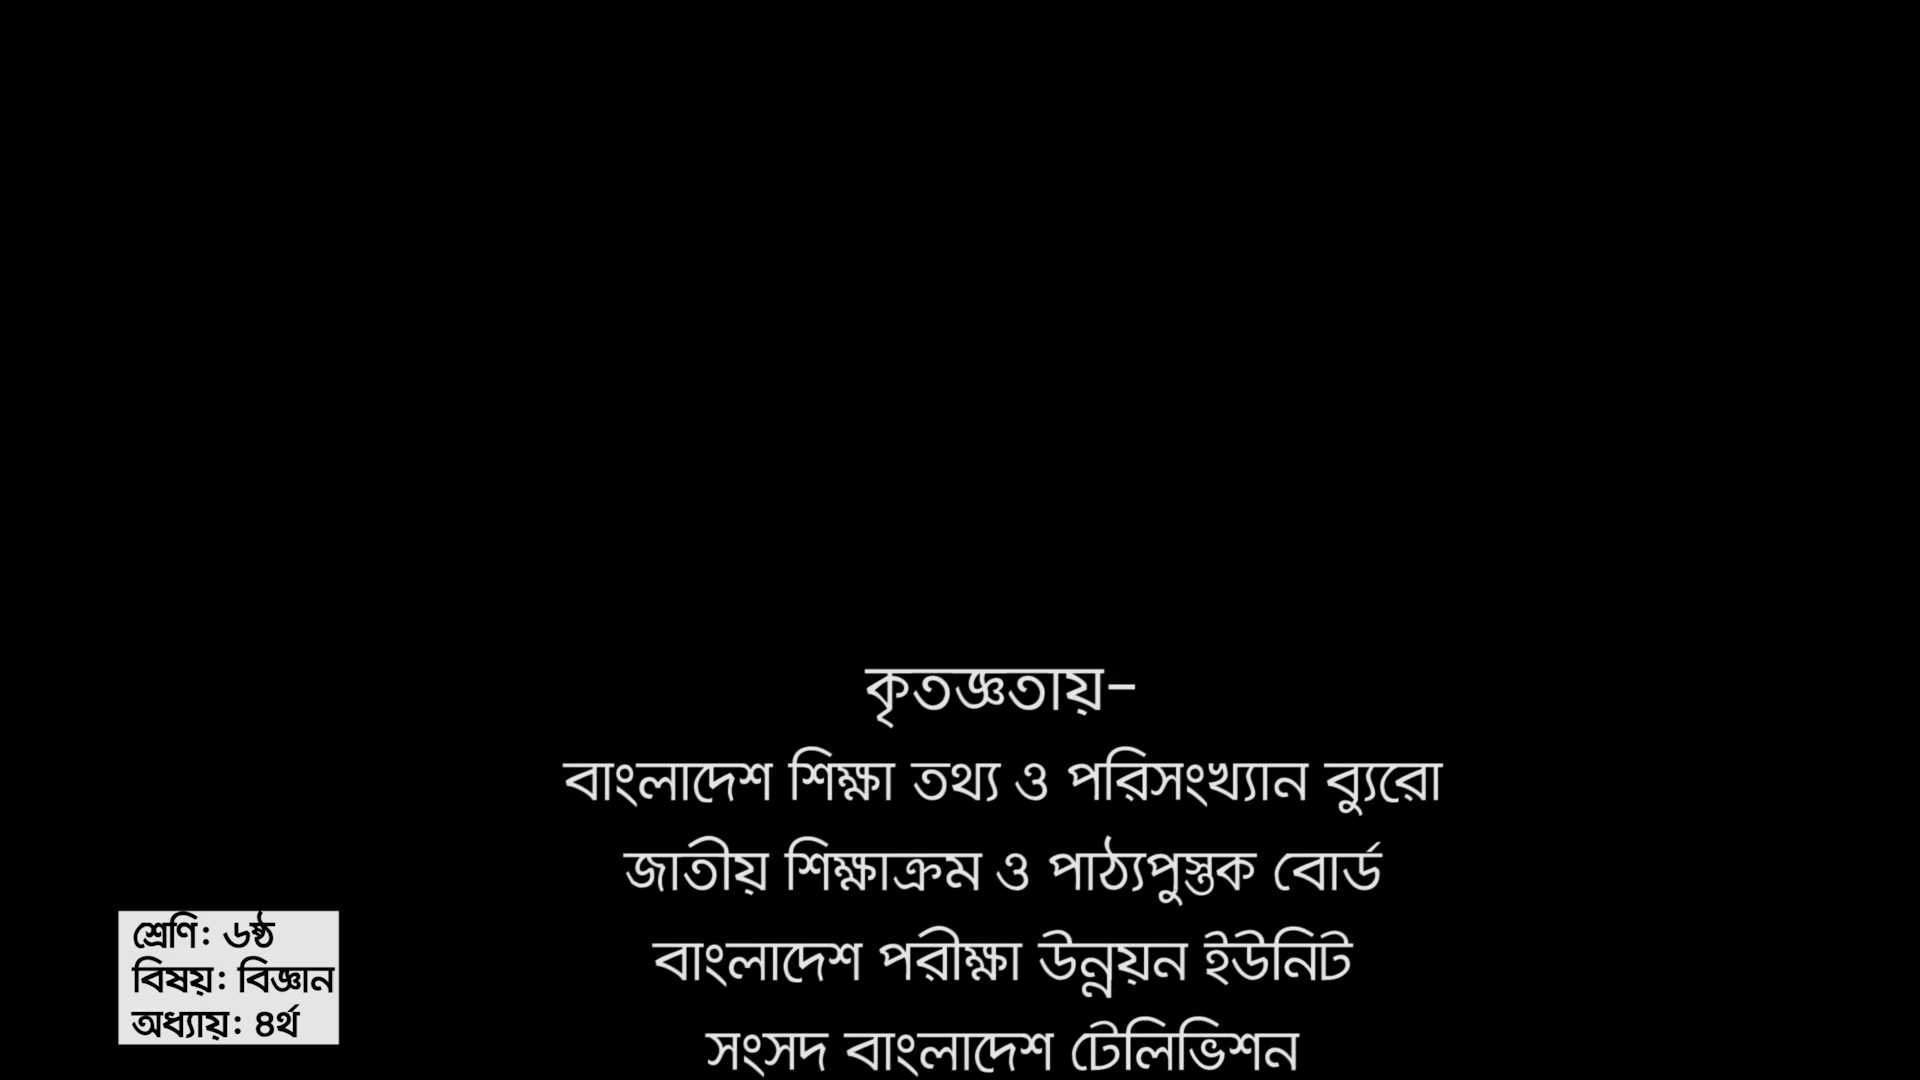 কৃতজ্ঞতায়-
বাংলাদেশ শিক্ষা তথ্য ও পরিসংখ্যান ব্যুরো
জাতীয় শিক্ষাক্রম ও পাঠ্যপুস্তক বোর্ড
বাংলাদেশ পরীক্ষা উন্নয়ন ইউনিট
সংসদ বাংলাদেশ টেলিভিশন
শ্রেণি: ৬ষ্ঠ
বিষয়: বিজ্ঞান
অধ্যায়: ৪র্থ